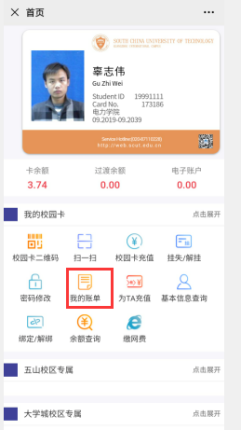 首页
SOUTH CHINA UNIVERSITY OF TECHNOLOGY
辜志伟
Gu Zhi Wei
Student ID 19991111
Card No. 173186
电力学院
09.2019-09.2039
http://web.scut.edu.cn
卡余额 过渡余额 电子账户
3.74 0.00 0.00
我的校园卡 点击展开
校园卡二维码 扫一扫 校园卡充值 挂失/解挂
密码修改 我的账单 为TA充值 基本信息查询
绑定/解绑 余额查询 缴网费
五山校区专属 点击展开
大学城校区专属 点击展开